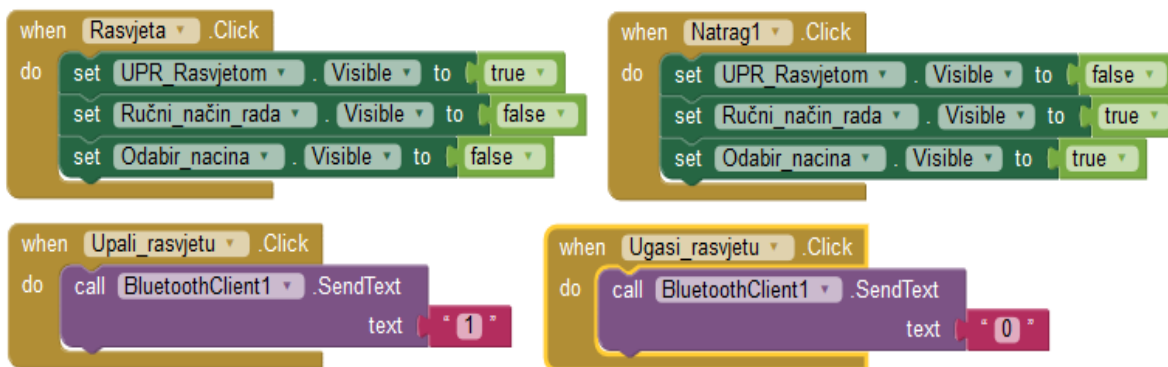 when Rasvjeta .Click
do set UPR_Rasvjetom . Visible to true
set Ručni_način_rada . Visible to false
set Odabir_nacina . Visible to false
when Natrag1 .Click
do set UPR_Rasvjetom . Visible to false
set Ručni_način_rada . Visible to true
set Odabir_nacina . Visible to true
when Upali_rasvjetu .Click
do call BluetoothClient1 .SendText
text " 1 "
when Ugasi_rasvjetu .Click
do call BluetoothClient1 .SendText
text " 0 "